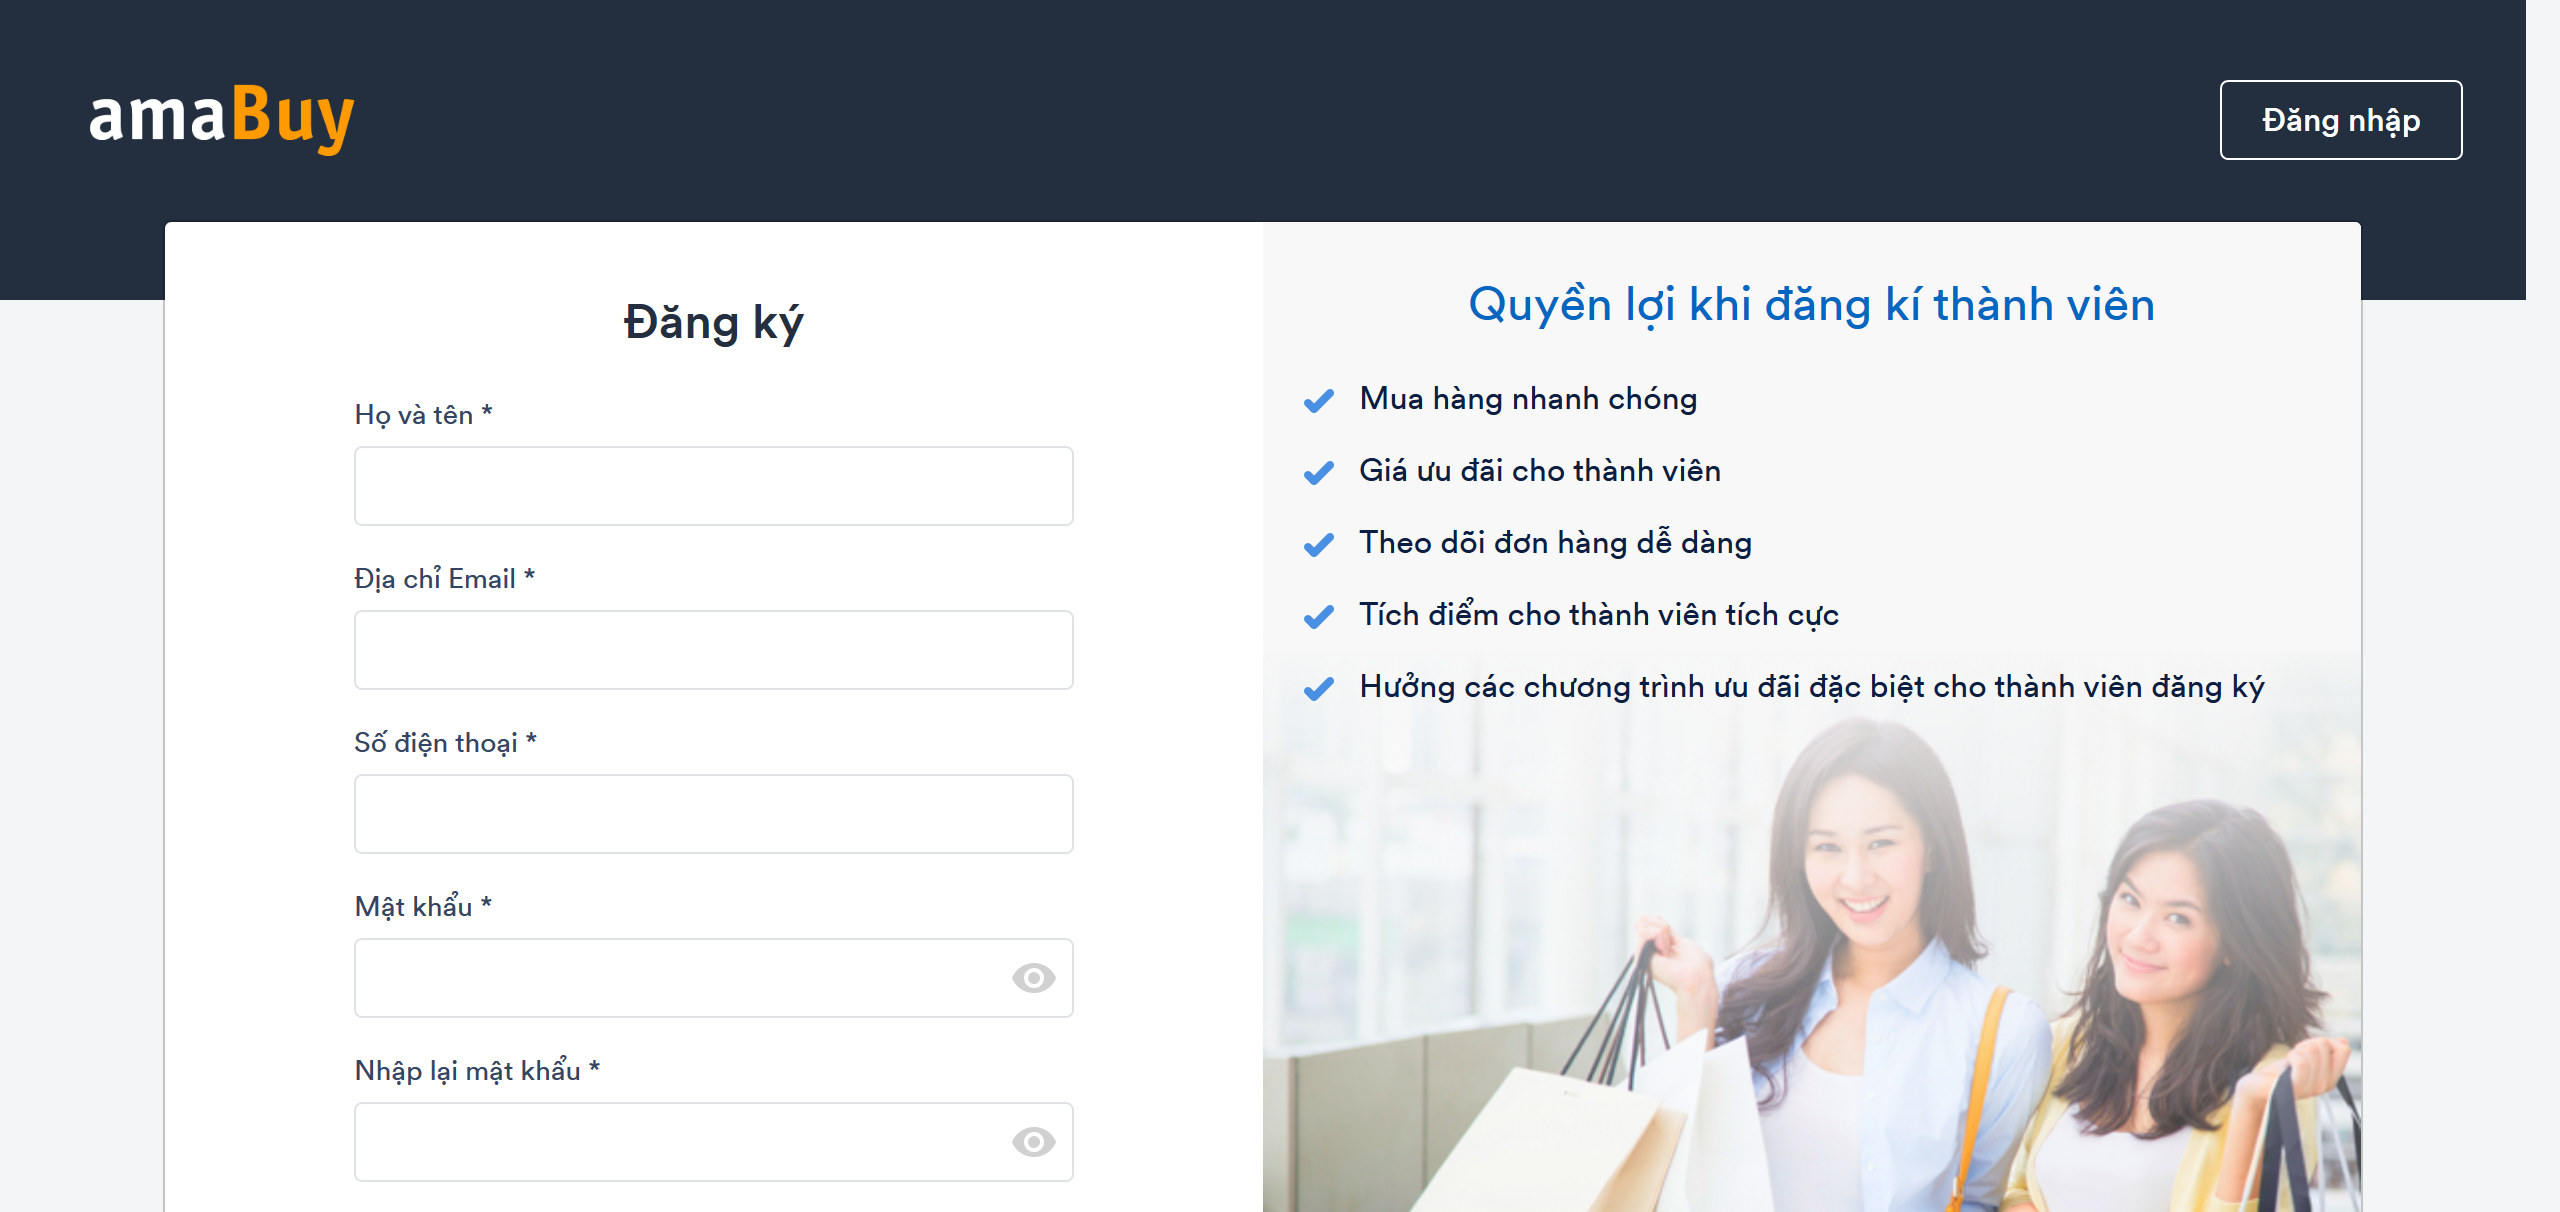 amaBuy
Đăng nhập
Đăng ký
Họ và tên *
Địa chỉ Email *
Số điện thoại *
Mật khẩu *
Nhập lại mật khẩu *
Quyền lợi khi đăng kí thành viên
Mua hàng nhanh chóng
Giá ưu đãi cho thành viên
Theo dõi đơn hàng dễ dàng
Tích điểm cho thành viên tích cực
Hưởng các chương trình ưu đãi đặc biệt cho thành viên đăng ký